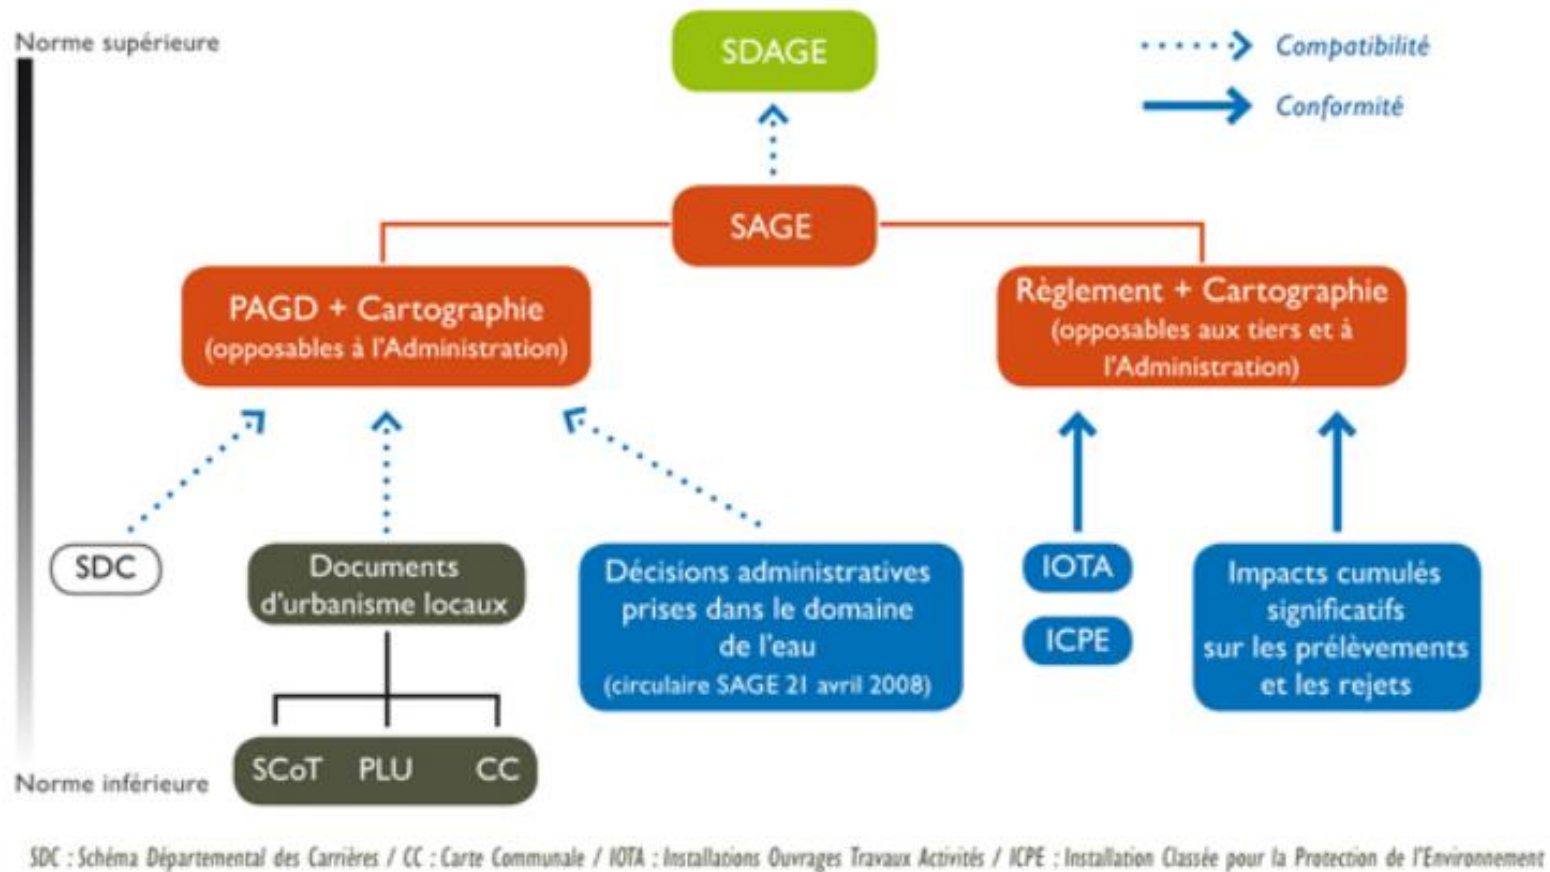 Norme supérieure
SDAGE
Compatibilité
Conformité
SAGE
PAGD + Cartographie
(opposables à l'Administration)
Règlement + Cartographie
(opposables aux tiers et à
l'Administration)
SDC
Documents
d'urbanisme locaux
Décisions administratives
prises dans le domaine
de l'eau
(circulaire SAGE 21 avril 2008)
IOTA
ICPE
Impacts cumulés
significatifs
sur les prélèvements
et les rejets
SCoT PLU CC
Norme inférieure
SDC : Schéma Départemental des Carrières / CC : Carte Communale / IOTA : Installations Ouvrages Travaux Activités / ICPE : Installation Classée pour la Protection de l'Environnement